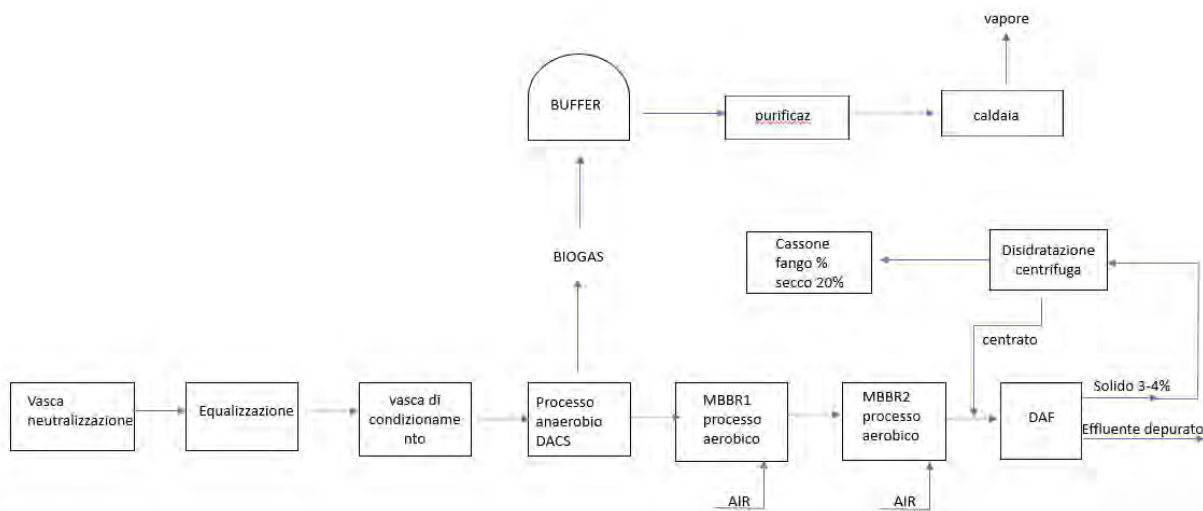 vapore
BUFFER
purificaz
caldaia
BIOGAS
Cassone
fango %
secco 20%
Disidratazione
centrifuga
centrato
Vasca
neutralizzazione
Equalizzazione
vasca di
condizioname
nto
Processo
anaerobio
DACS
MBBR1
processo
aerobico
MBBR2
processo
aerobico
DAF
Solido 3-4%
Effluente depurato
AIR
AIR